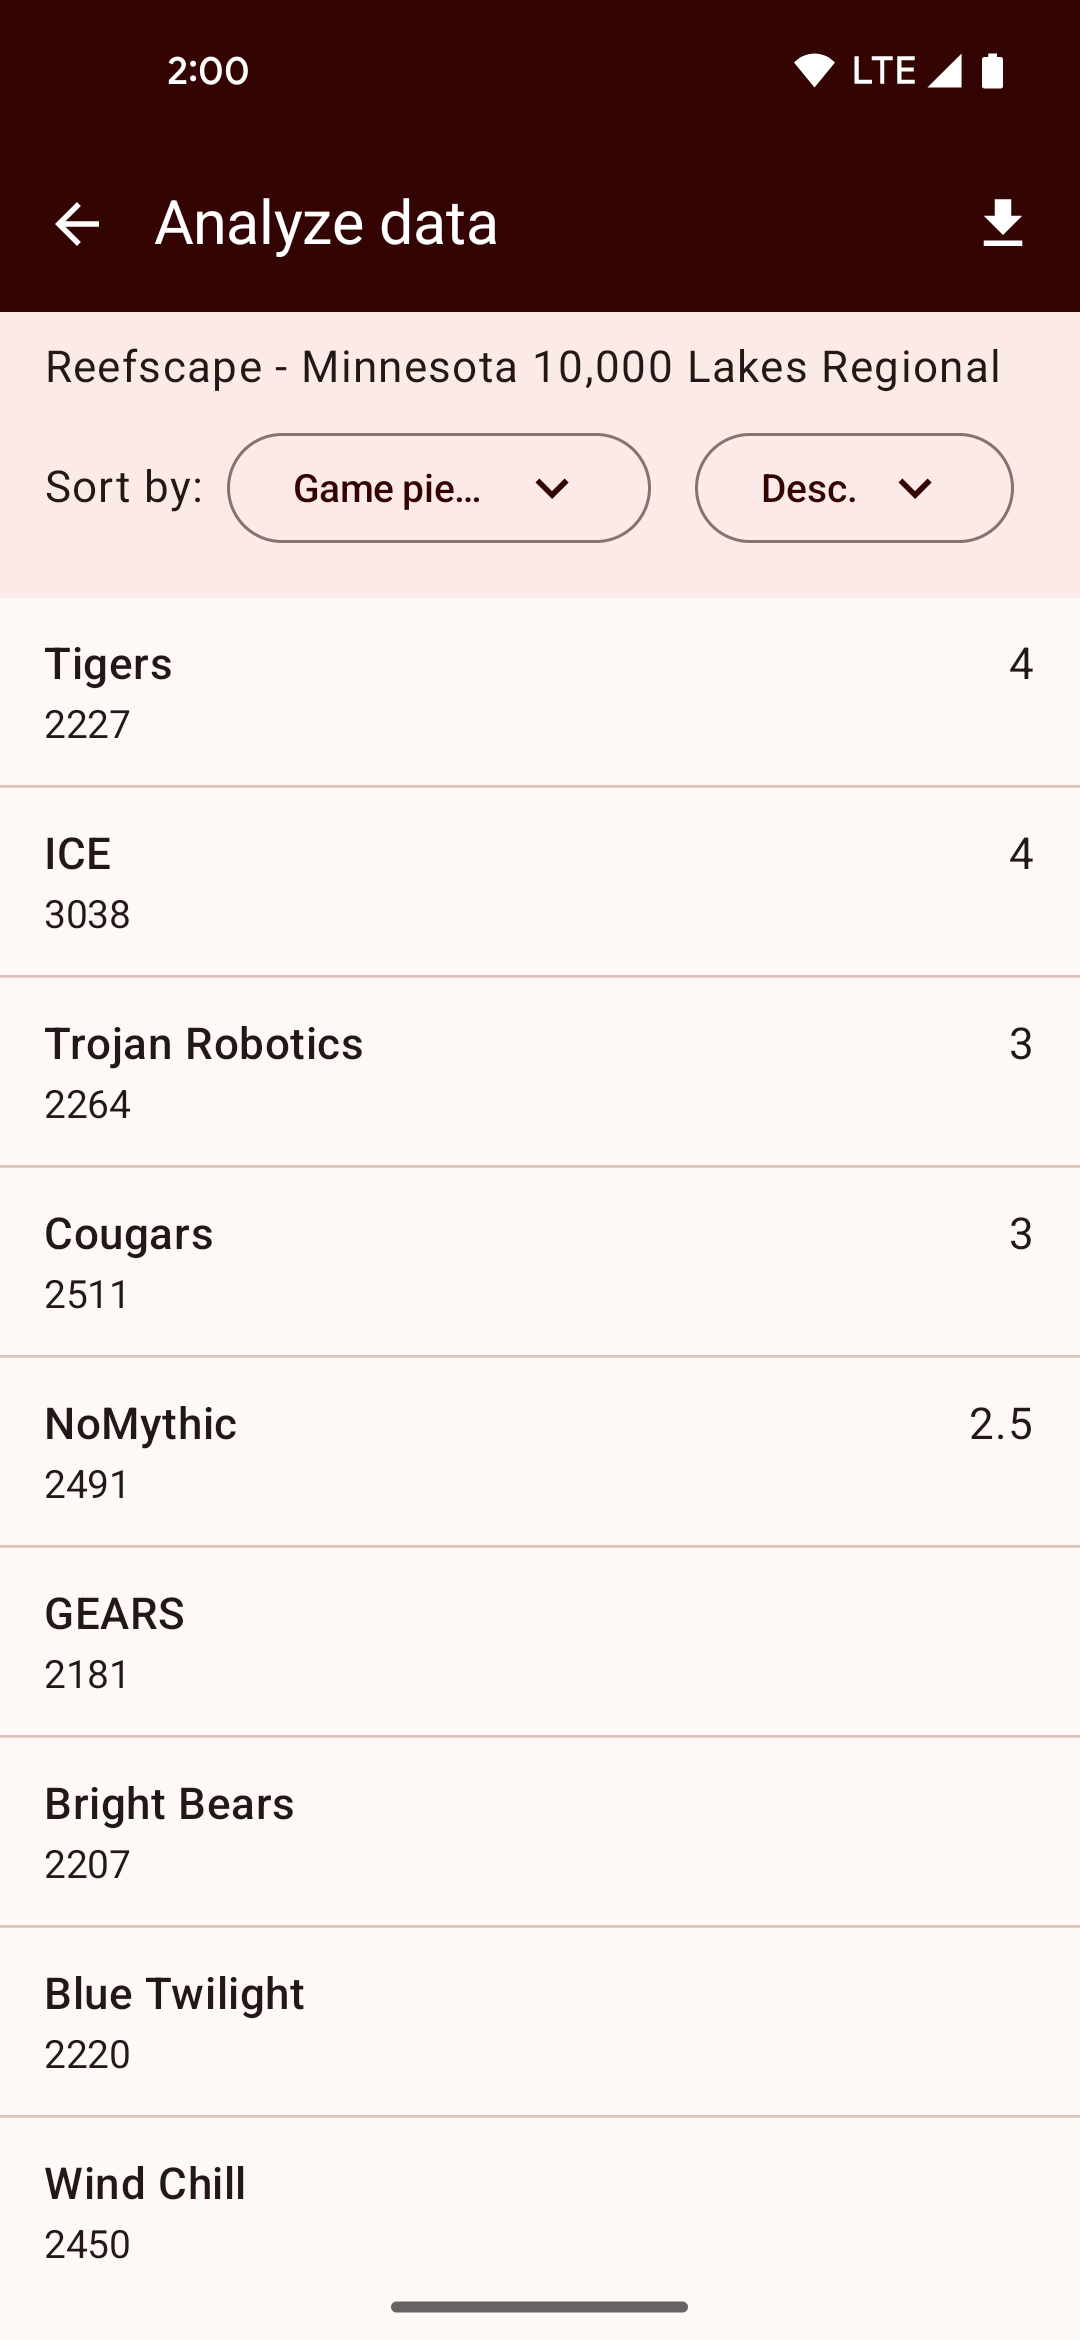 2:00 LTE
Analyze data
Reefscape - Minnesota 10,000 Lakes Regional
Sort by: Game pie... Desc.
Tigers 4
2227
ICE 4
3038
Trojan Robotics 3
2264
Cougars 3
2511
NoMythic 2.5
2491
GEARS
2181
Bright Bears
2207
Blue Twilight
2220
Wind Chill
2450